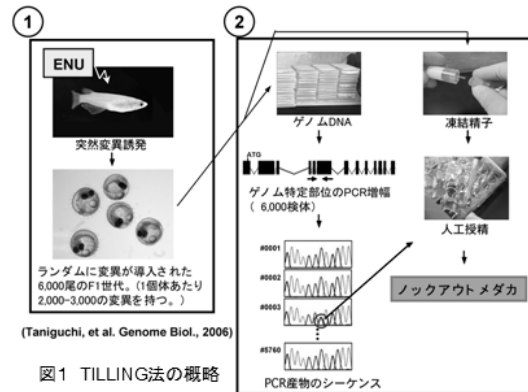 ①
ENU
突然変異誘発
ランダムに変異が導入された
6,000尾のF1世代。（1個体あたり
2,000-3,000の変異を持つ。）
(Taniguchi, et al. Genome Biol., 2006)
図1 TILLING法の概略
②
ゲノムDNA
ATG
ゲノム特定部位のPCR増幅
（ 6,000検体）
#0001
#0002
#0003
#5760
PCR産物のシーケンス
凍結精子
人工授精
ノックアウト メダカ